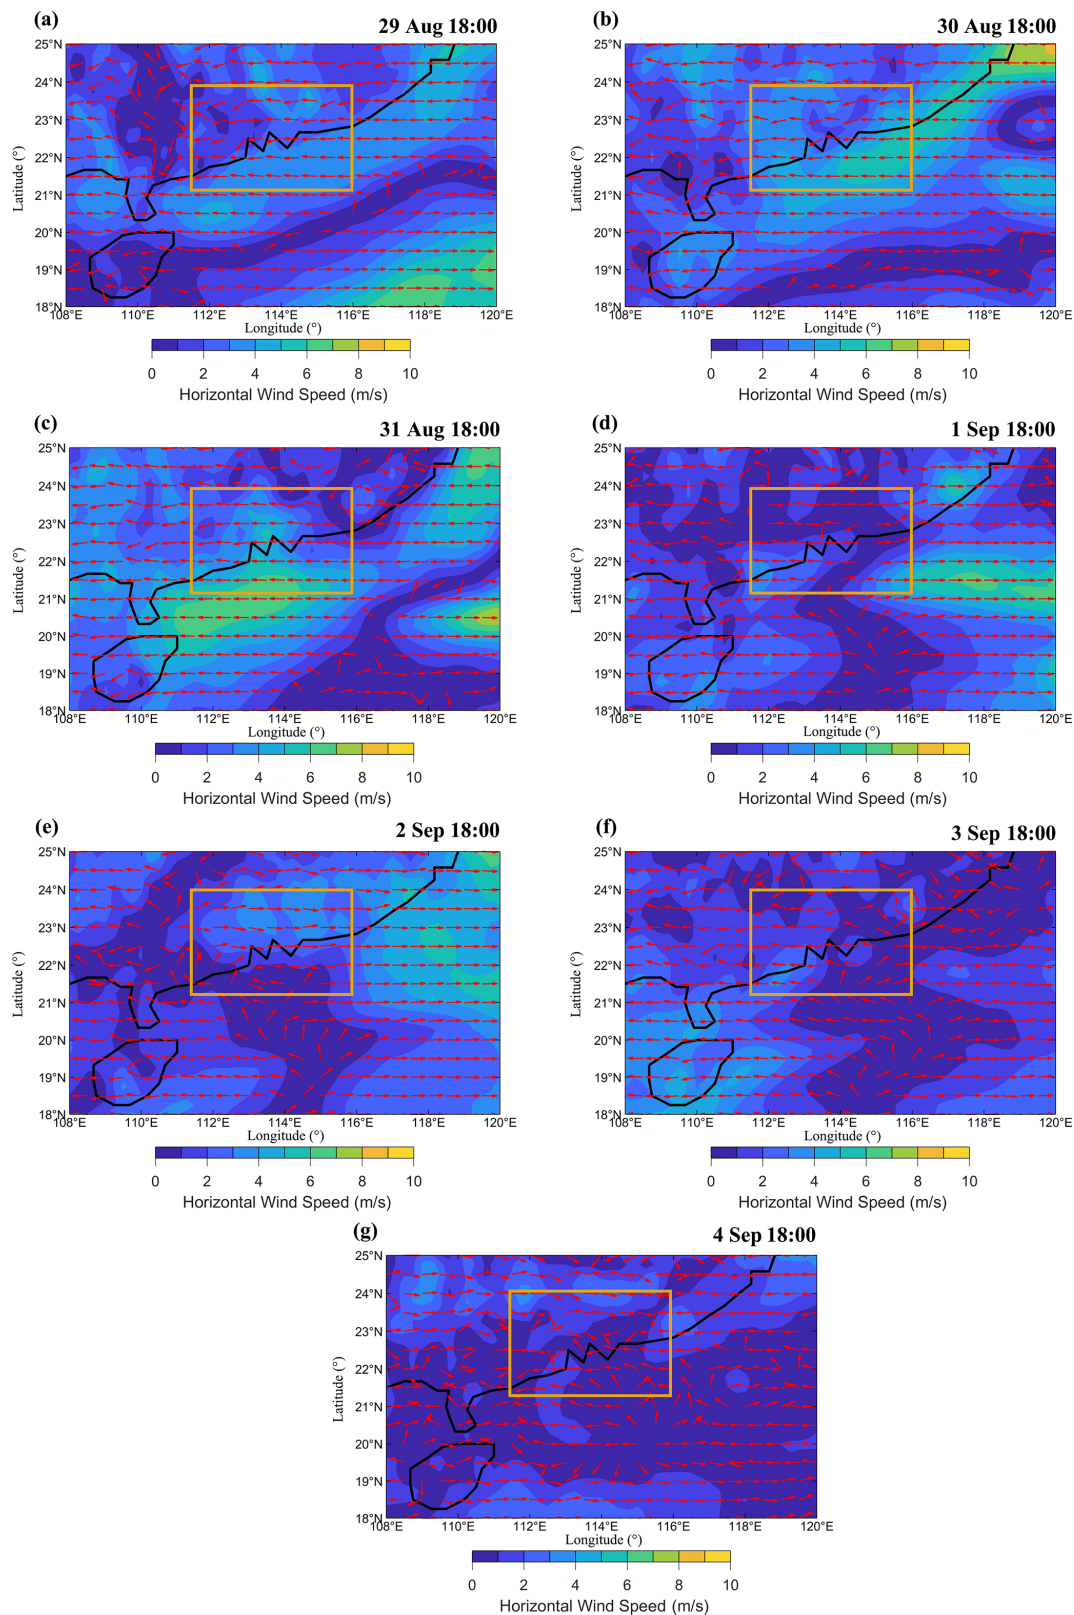 (a) 29 Aug 18:00
25°N
24°N
23°N
22°N
21°N
20°N
19°N
18°N
Latitude (°)
108°E 110°E 112°E 114°E 116°E 118°E 120°E
Longitude (°)
0 2 4 6 8 10
Horizontal Wind Speed (m/s)
(b) 30 Aug 18:00
25°N
24°N
23°N
22°N
21°N
20°N
19°N
18°N
Latitude (°)
108°E 110°E 112°E 114°E 116°E 118°E 120°E
Longitude (°)
0 2 4 6 8 10
Horizontal Wind Speed (m/s)
(c) 31 Aug 18:00
25°N
24°N
23°N
22°N
21°N
20°N
19°N
18°N
Latitude (°)
108°E 110°E 112°E 114°E 116°E 118°E 120°E
Longitude (°)
0 2 4 6 8 10
Horizontal Wind Speed (m/s)
(d) 1 Sep 18:00
25°N
24°N
23°N
22°N
21°N
20°N
19°N
18°N
Latitude (°)
108°E 110°E 112°E 114°E 116°E 118°E 120°E
Longitude (°)
0 2 4 6 8 10
Horizontal Wind Speed (m/s)
(e) 2 Sep 18:00
25°N
24°N
23°N
22°N
21°N
20°N
19°N
18°N
Latitude (°)
108°E 110°E 112°E 114°E 116°E 118°E 120°E
Longitude (°)
0 2 4 6 8 10
Horizontal Wind Speed (m/s)
(f) 3 Sep 18:00
25°N
24°N
23°N
22°N
21°N
20°N
19°N
18°N
Latitude (°)
108°E 110°E 112°E 114°E 116°E 118°E 120°E
Longitude (°)
0 2 4 6 8 10
Horizontal Wind Speed (m/s)
(g) 4 Sep 18:00
25°N
24°N
23°N
22°N
21°N
20°N
19°N
18°N
Latitude (°)
108°E 110°E 112°E 114°E 116°E 118°E 120°E
Longitude (°)
0 2 4 6 8 10
Horizontal Wind Speed (m/s)